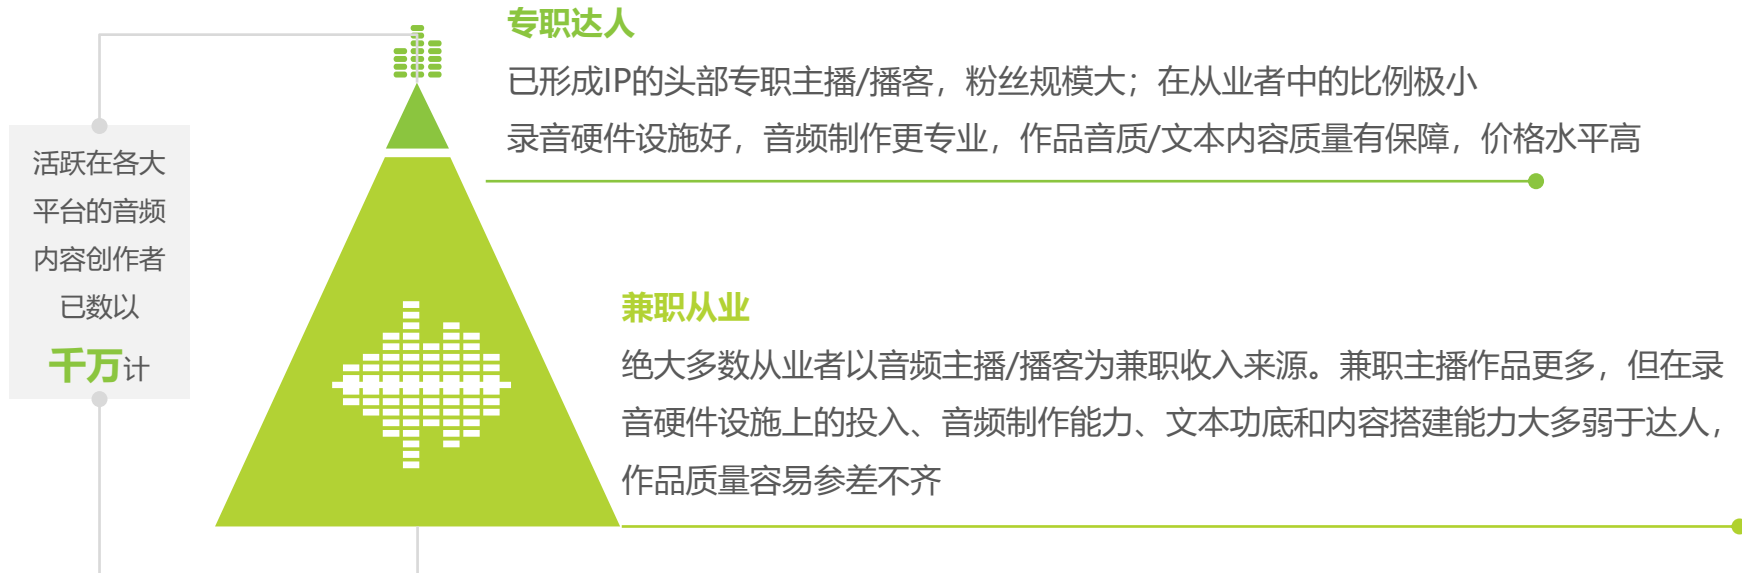 活跃在各大
平台的音频
内容创作者
已数以
千万计
专职达人
已形成IP的头部专职主播/播客，粉丝规模大；在从业者中的比例极小
录音硬件设施好，音频制作更专业，作品音质/文本内容质量有保障，价格水平高
兼职从业
绝大多数从业者以音频主播/播客为兼职收入来源。兼职主播作品更多，但在录
音硬件设施上的投入、音频制作能力、文本功底和内容搭建能力大多弱于达人，
作品质量容易参差不齐